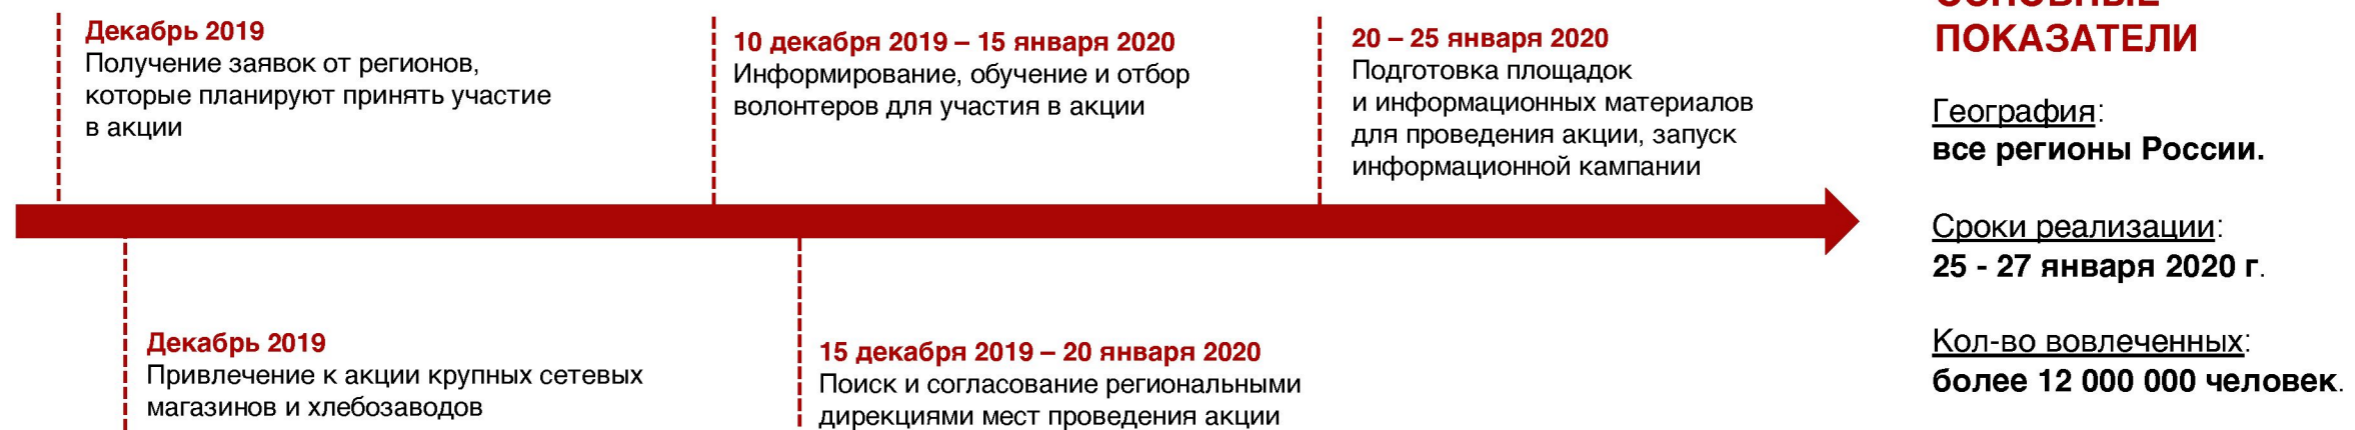 Декабрь 2019
Получение заявок от регионов,
которые планируют принять участие
в акции
10 декабря 2019 – 15 января 2020
Информирование, обучение и отбор
волонтеров для участия в акции
20 – 25 января 2020
Подготовка площадок
и информационных материалов
для проведения акции, запуск
информационной кампании
Декабрь 2019
Привлечение к акции крупных сетевых
магазинов и хлебозаводов
15 декабря 2019 – 20 января 2020
Поиск и согласование региональными
дирекциями мест проведения акции
ОСНОВНЫЕ
ПОКАЗАТЕЛИ
География:
все регионы России.
Сроки реализации:
25 - 27 января 2020 г.
Кол-во вовлеченных:
более 12 000 000 человек.